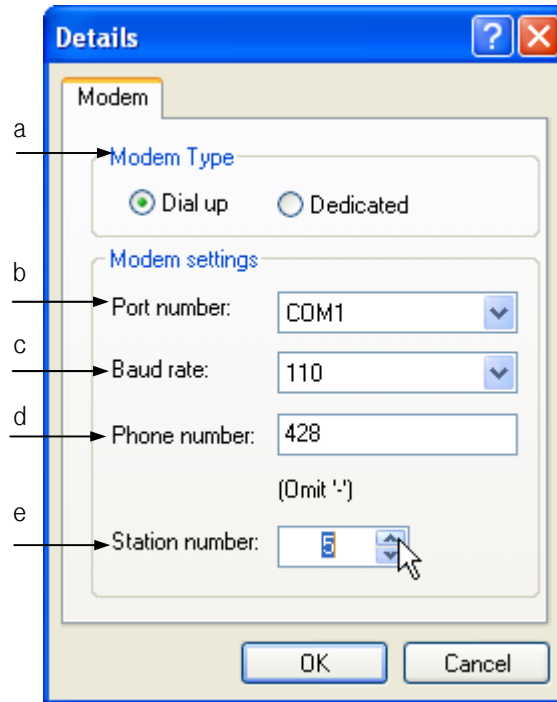 Details
Modem
a
Modem Type
Dial up Dedicated
Modem settings
b
Port number: COM1
c
Baud rate: 110
d
Phone number: 428
(Omit '-')
e
Station number: 5
OK Cancel